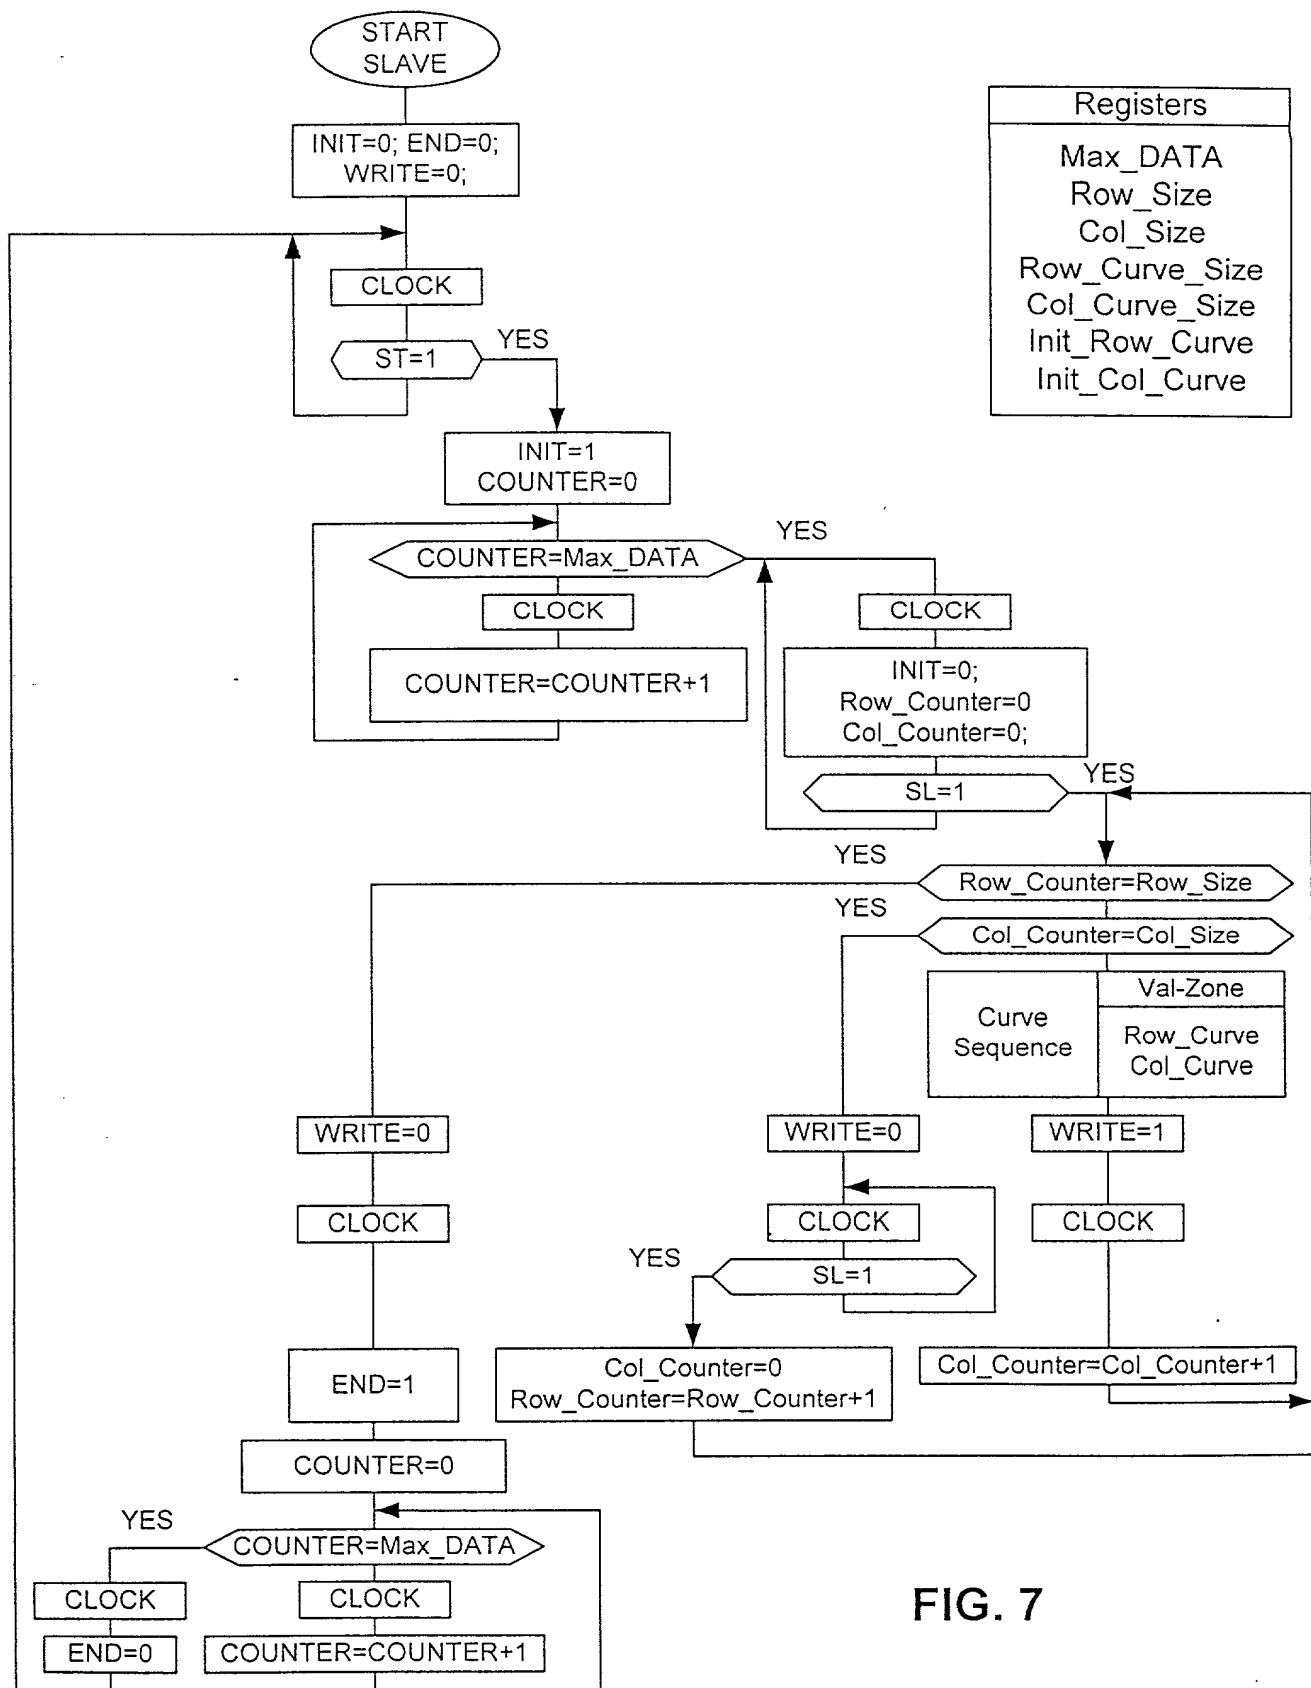 START
SLAVE
INIT=0; END=0;
WRITE=0;
CLOCK
ST=1
YES
Registers
Max_DATA
Row_Size
Col_Size
Row_Curve_Size
Col_Curve_Size
Init_Row_Curve
Init_Col_Curve
INIT=1
COUNTER=0
COUNTER=Max_DATA
YES
CLOCK
COUNTER=COUNTER+1
CLOCK
INIT=0;
Row_Counter=0
Col_Counter=0;
SL=1
YES
YES
Row_Counter=Row_Size
YES
Col_Counter=Col_Size
Curve
Sequence
Val-Zone
Row_Curve
Col_Curve
WRITE=0
WRITE=0
WRITE=1
CLOCK
CLOCK
CLOCK
YES
SL=1
END=1
Col_Counter=0
Row_Counter=Row_Counter+1
Col_Counter=Col_Counter+1
COUNTER=0
YES
COUNTER=Max_DATA
CLOCK
CLOCK
END=0
COUNTER=COUNTER+1
FIG. 7